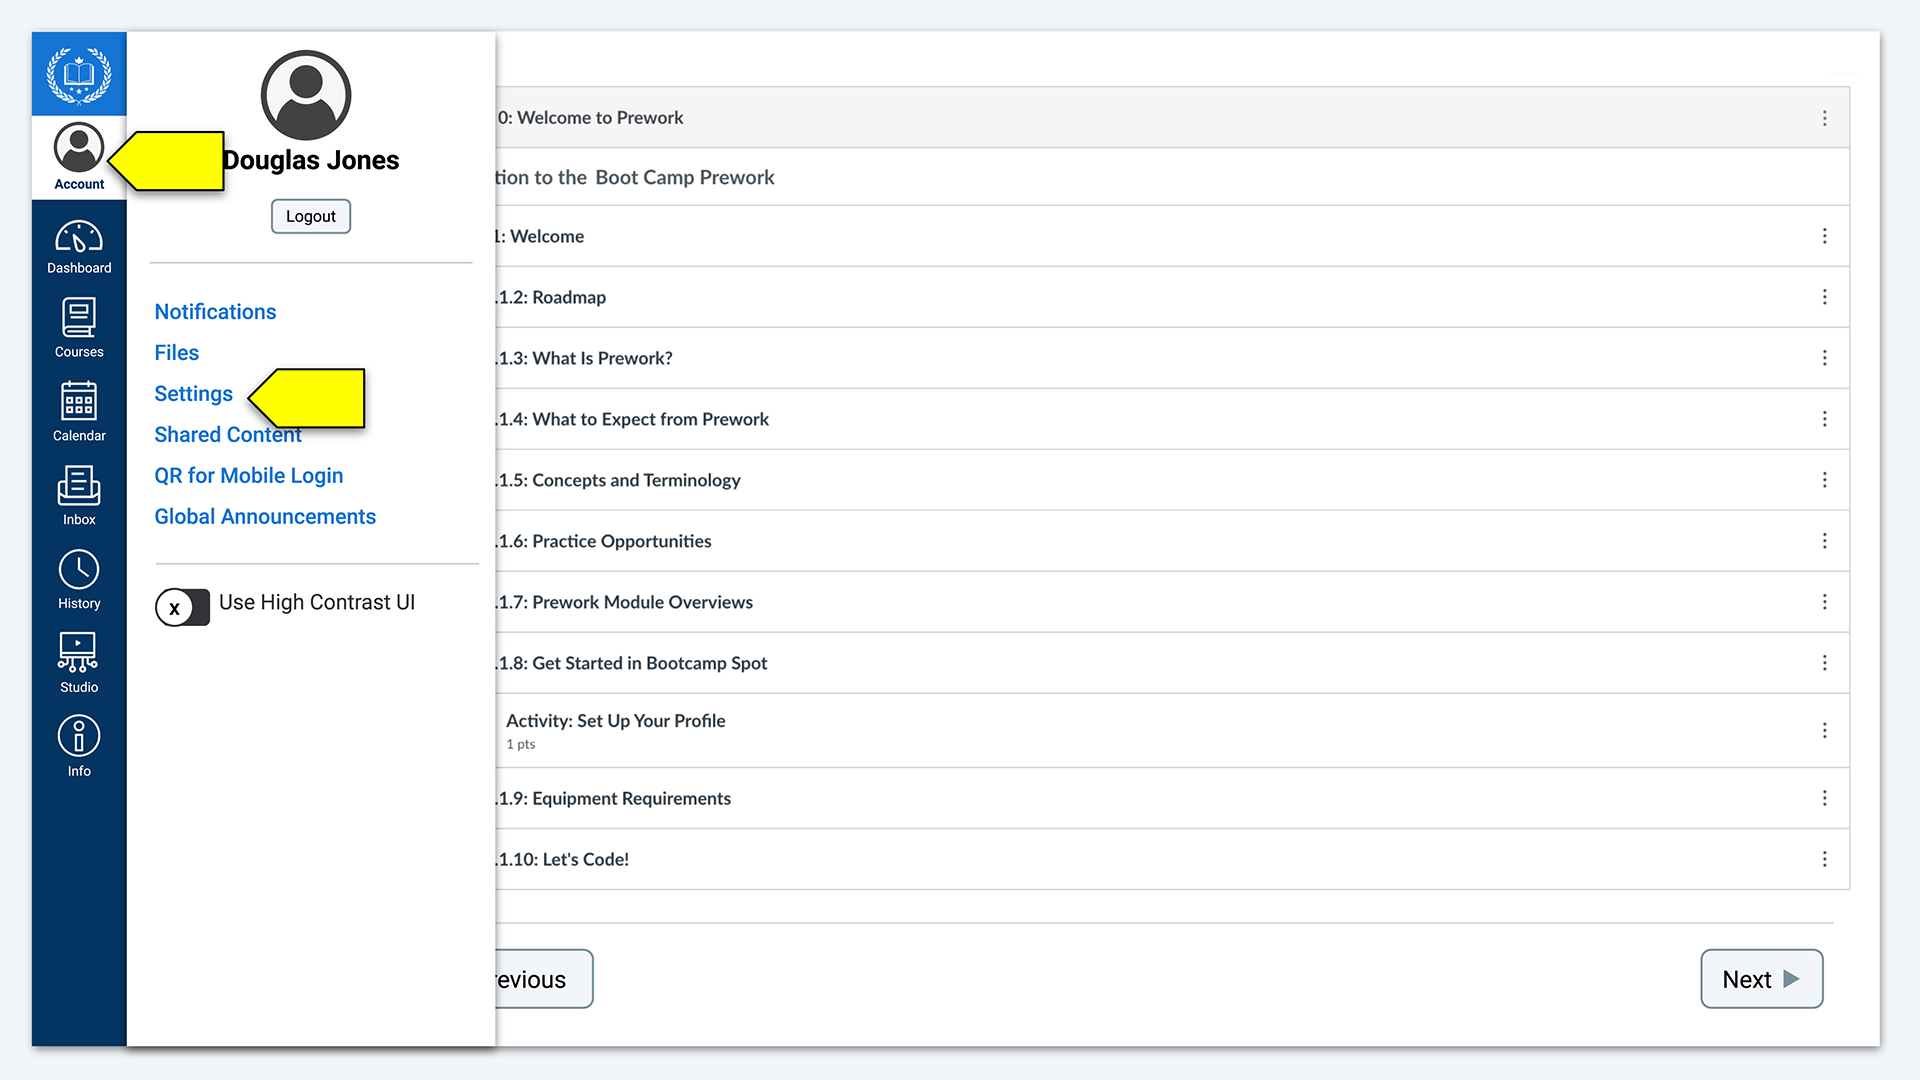 Account
Dashboard
Courses
Calendar
Inbox
History
Studio
Info
Douglas Jones
Logout
Notifications
Files
Settings
Shared Content
QR for Mobile Login
Global Announcements
x
Use High Contrast UI
0: Welcome to Prework
tion to the Boot Camp Prework
1: Welcome
.1.2: Roadmap
.1.3: What Is Prework?
.1.4: What to Expect from Prework
.1.5: Concepts and Terminology
.1.6: Practice Opportunities
.1.7: Prework Module Overviews
.1.8: Get Started in Bootcamp Spot
Activity: Set Up Your Profile
1 pts
.1.9: Equipment Requirements
.1.10: Let's Code!
revious
Next